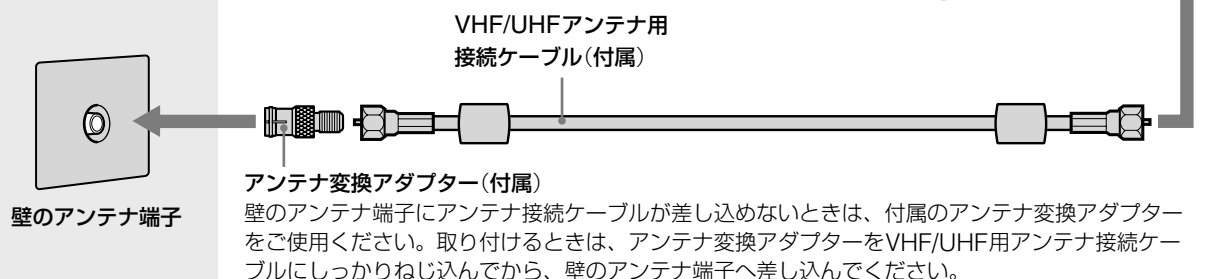 VHF/UHFアンテナ用
接続ケーブル（付属）
アンテナ変換アダプター（付属）
壁のアンテナ端子にアンテナ接続ケーブルが差し込めないときは、付属のアンテナ変換アダプター
をご使用ください。取り付けるときは、アンテナ変換アダプターをVHF/UHF用アンテナ接続ケー
ブルにしっかりねじ込んでから、壁のアンテナ端子へ差し込んでください。
壁のアンテナ端子